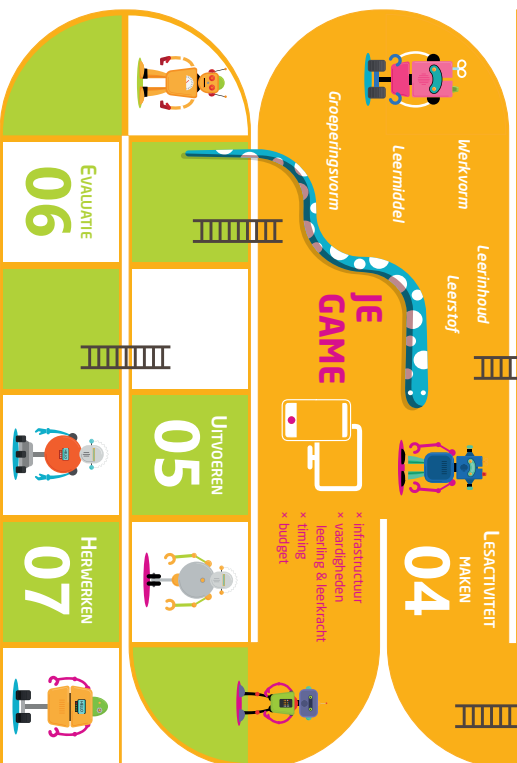 LESACTIVITEIT
MAKEN
04
Leerinhoud
Leerstof
Werkvorm
Leermiddel
Groeperingsvorm
JE
GAME
× infrastructuur
× vaardigheden
leerling & leerkracht
× timing
× budget
UITVOEREN
05
EVALUATIE
06
HERWERKEN
07